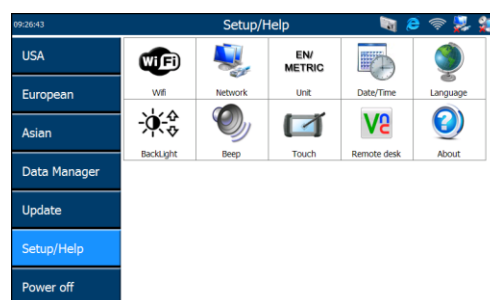 09:26:43
Setup/Help
USA
European
Asian
Data Manager
Update
Setup/Help
Power off
WiFi
EN/
METRIC
Wifi
Network
Unit
Date/Time
Language
Vnc
BackLight
Beep
Touch
Remote desk
About